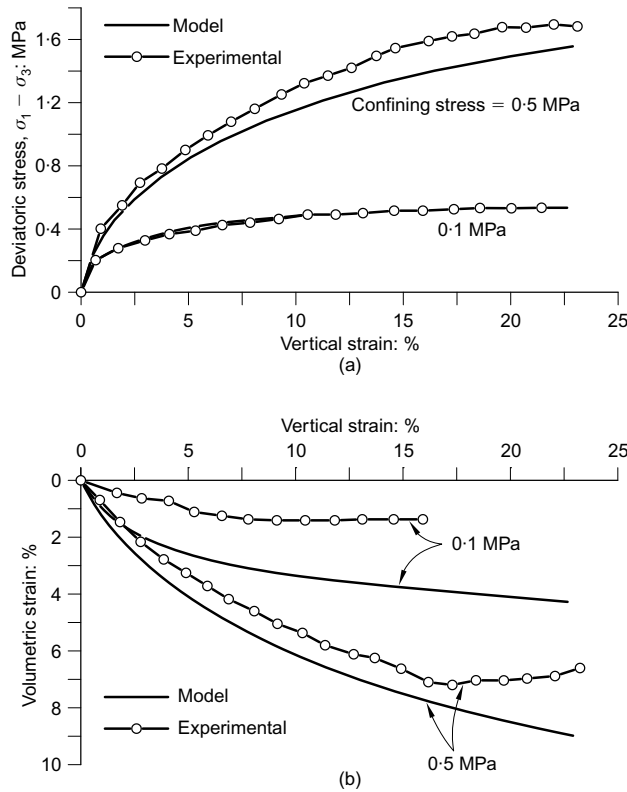 1·6
1·2
0·8
0·4
0
Deviatoric stress, σ1 − σ3: MPa
Model
Experimental
Confining stress = 0·5 MPa
0·1 MPa
0 5 10 15 20 25
Vertical strain: %
(a)
Vertical strain: %
0 5 10 15 20 25
0
2
4
6
8
10
Volumetric strain: %
0·1 MPa
Model
Experimental
0·5 MPa
(b)